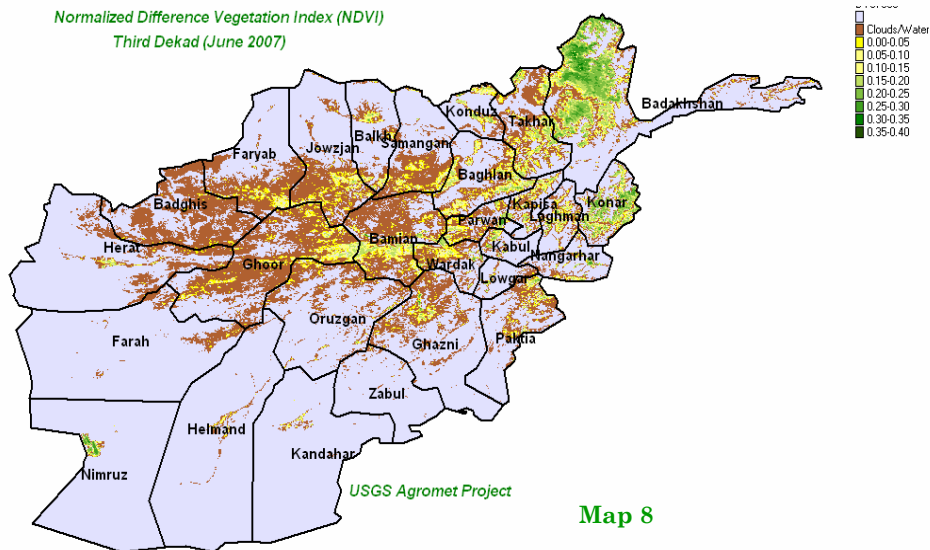 Normalized Difference Vegetation Index (NDVI)
Third Dekad (June 2007)
Clouds/Water
0.00-0.05
0.05-0.10
0.10-0.15
0.15-0.20
0.20-0.25
0.25-0.30
0.30-0.35
0.35-0.40
Badakhshan
Konduz
Takhar
Balkh
Samangan
Jowzjan
Faryab
Baghlan
Badghis
Kapisa
Konar
Laghman
Parwan
Herat
Bamian
Kabul
Nangarhar
Ghoor
Wardak
Lowgar
Oruzgan
Farah
Ghazni
Paktia
Zabul
Helmand
Kandahar
Nimruz
USGS Agromet Project
Map 8